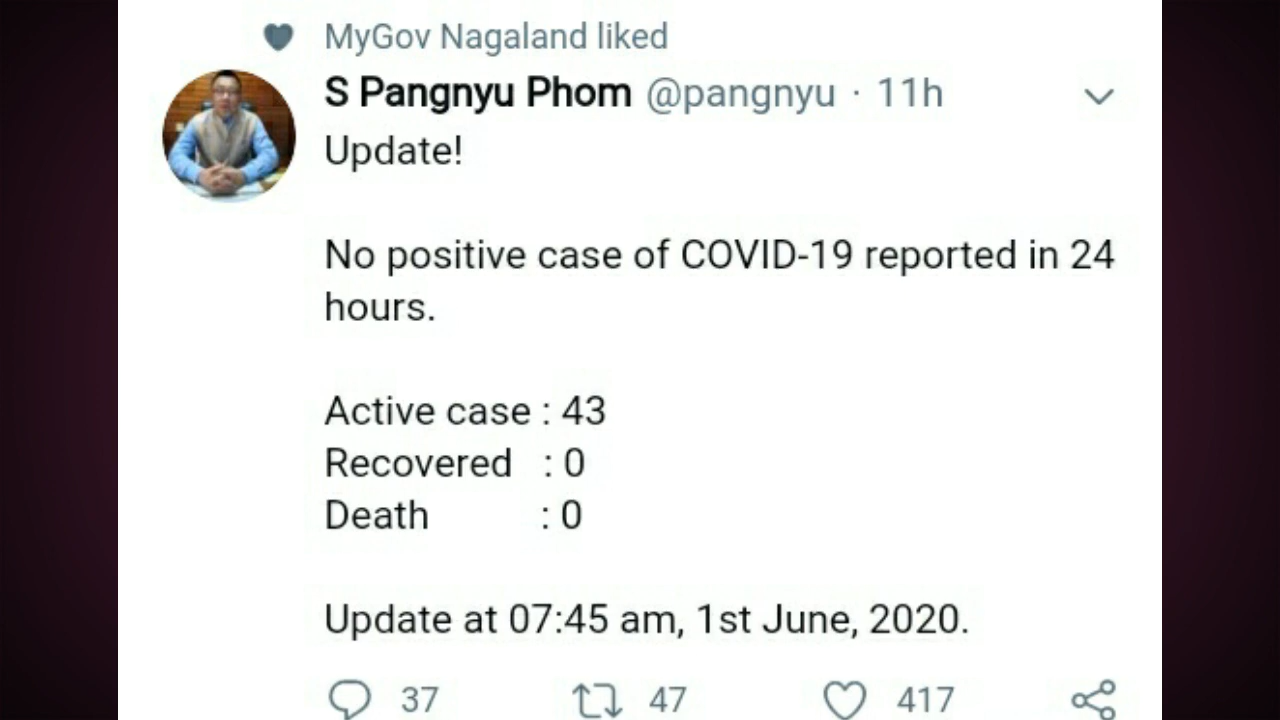 MyGov Nagaland liked
S Pangnyu Phom @pangnyu · 11h
Update!
No positive case of COVID-19 reported in 24
hours.
Active case : 43
Recovered : 0
Death : 0
Update at 07:45 am, 1st June, 2020.
37 47 417